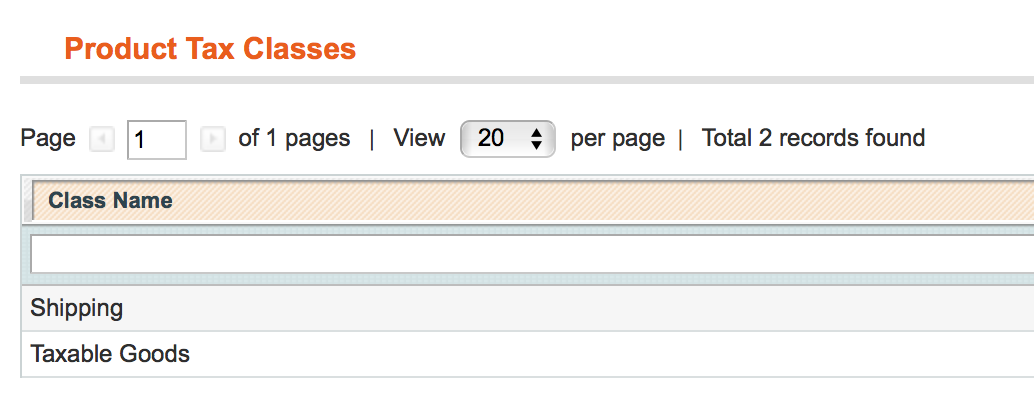 Product Tax Classes
Page 1 of 1 pages | View 20 per page | Total 2 records found
Class Name
Shipping
Taxable Goods